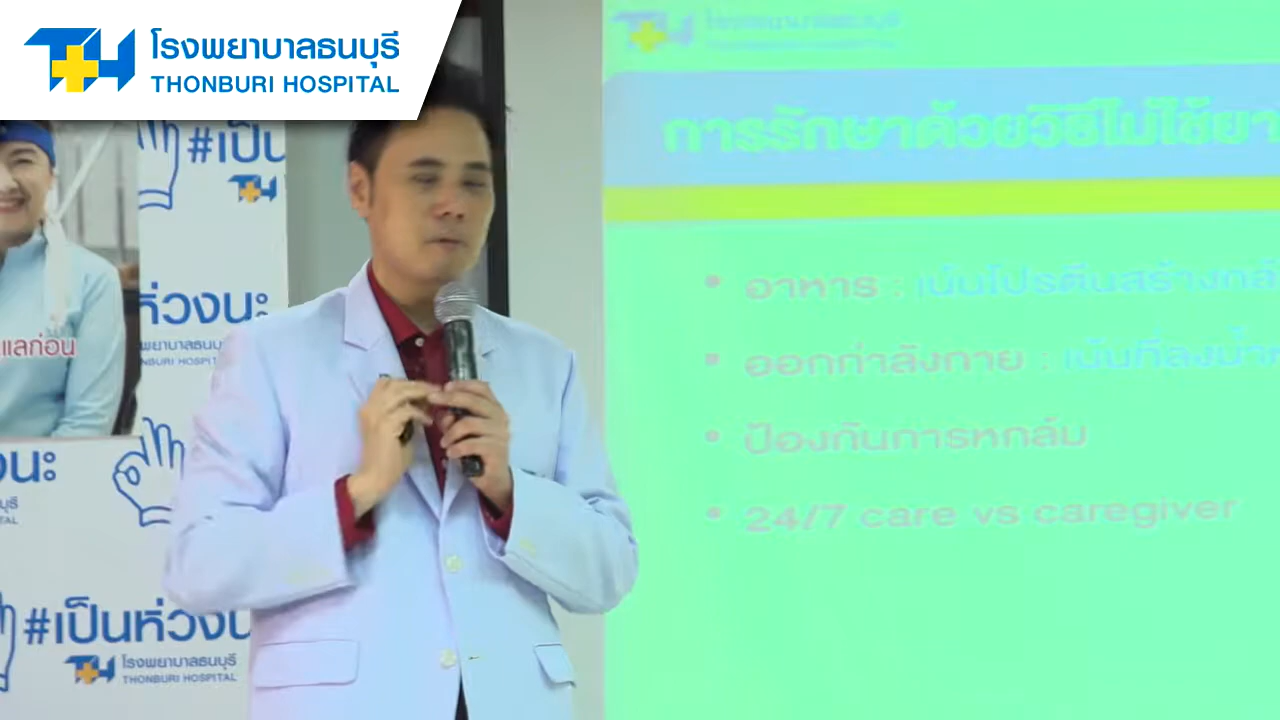 โรงพยาบาลธนบุรี
THONBURI HOSPITAL
#เป็น
ห่วงนะ
แลก่อน
#เป็นห่วงน
โรงพยาบาลธนบุรี
THONBURI HOSPITAL
การรักษาด้วยวิธีไม่ใช้ยา
• อาหาร : เน้นโปรตีนสร้างกล้
• ออกกำลังกาย : เน้นที่ลงน้ำ
• ป้องกันการหกล้ม
• 24/7 care vs caregiver